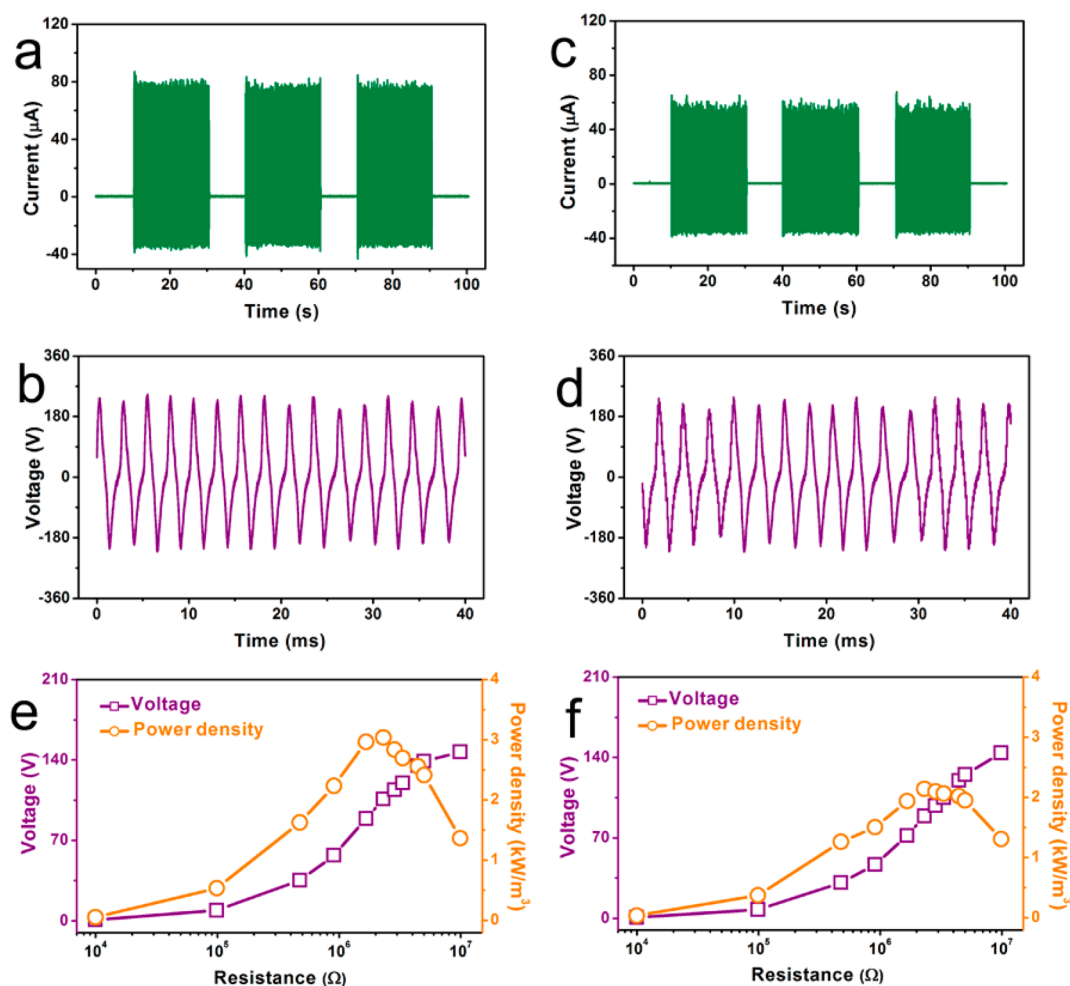 a
120
80
40
0
-40
Current (μA)
0 20 40 60 80 100
Time (s)
c
120
80
40
0
-40
Current (μA)
0 20 40 60 80 100
Time (s)
b
360
180
0
-180
-360
Voltage (V)
0 10 20 30 40
Time (ms)
d
360
180
0
-180
-360
Voltage (V)
0 10 20 30 40
Time (ms)
e
210
140
70
0
Voltage (V)
Voltage
Power density
4
3
2
1
0
Power density (kW/m³)
10⁴ 10⁵ 10⁶ 10⁷
Resistance (Ω)
f
210
140
70
0
Voltage (V)
Voltage
Power density
4
3
2
1
0
Power density (kW/m³)
10⁴ 10⁵ 10⁶ 10⁷
Resistance (Ω)